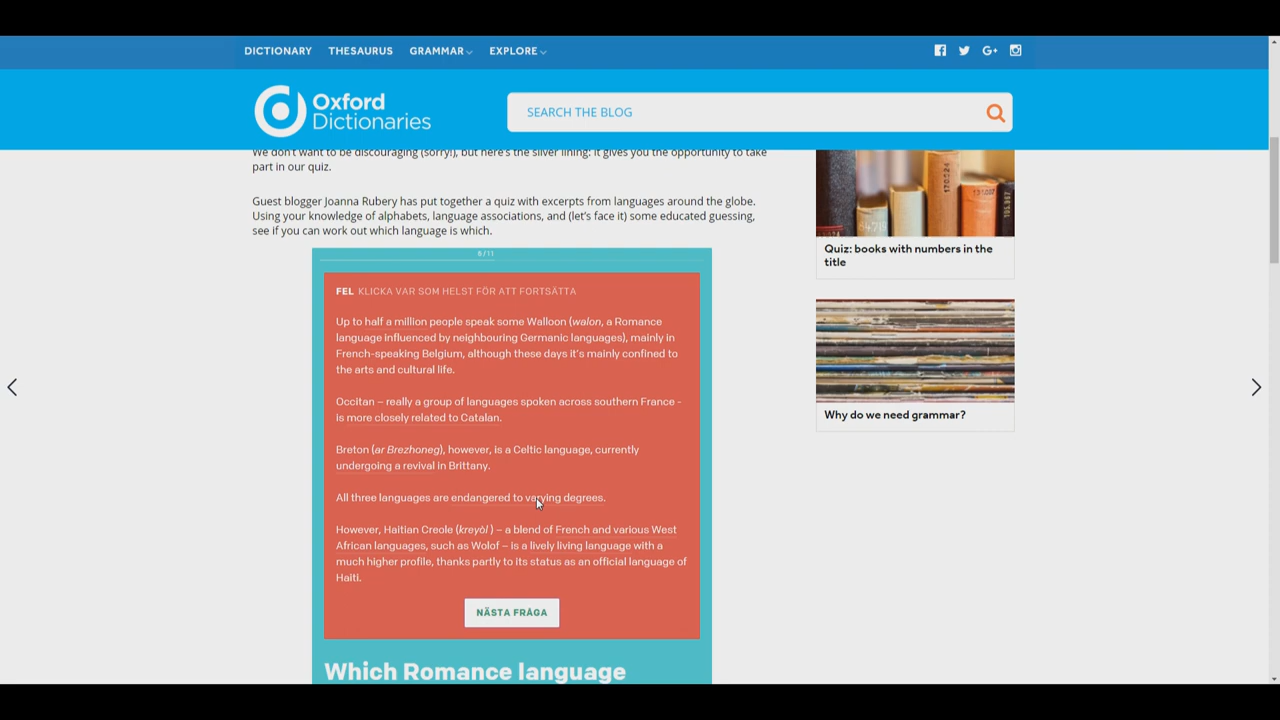 DICTIONARY THESAURUS GRAMMAR EXPLORE
Oxford
Dictionaries
SEARCH THE BLOG
We don't want to be discouraging (sorry!), but here's the silver lining: it gives you the opportunity to take
part in our quiz.
Guest blogger Joanna Rubery has put together a quiz with excerpts from languages around the globe.
Using your knowledge of alphabets, language associations, and (let's face it) some educated guessing,
see if you can work out which language is which.
FEL KLICKA VAR SOM HELST FÖR ATT FORTSÄTTA
Up to half a million people speak some Walloon (walon, a Romance
language influenced by neighbouring Germanic languages), mainly in
French-speaking Belgium, although these days it's mainly confined to
the arts and cultural life.
Occitan – really a group of languages spoken across southern France -
is more closely related to Catalan.
Breton (ar Brezhoneg), however, is a Celtic language, currently
undergoing a revival in Brittany.
All three languages are endangered to varying degrees.
However, Haitian Creole (kreyòl ) – a blend of French and various West
African languages, such as Wolof – is a lively living language with a
much higher profile, thanks partly to its status as an official language of
Haiti.
NÄSTA FRÅGA
Which Romance language
Quiz: books with numbers in the
title
Why do we need grammar?